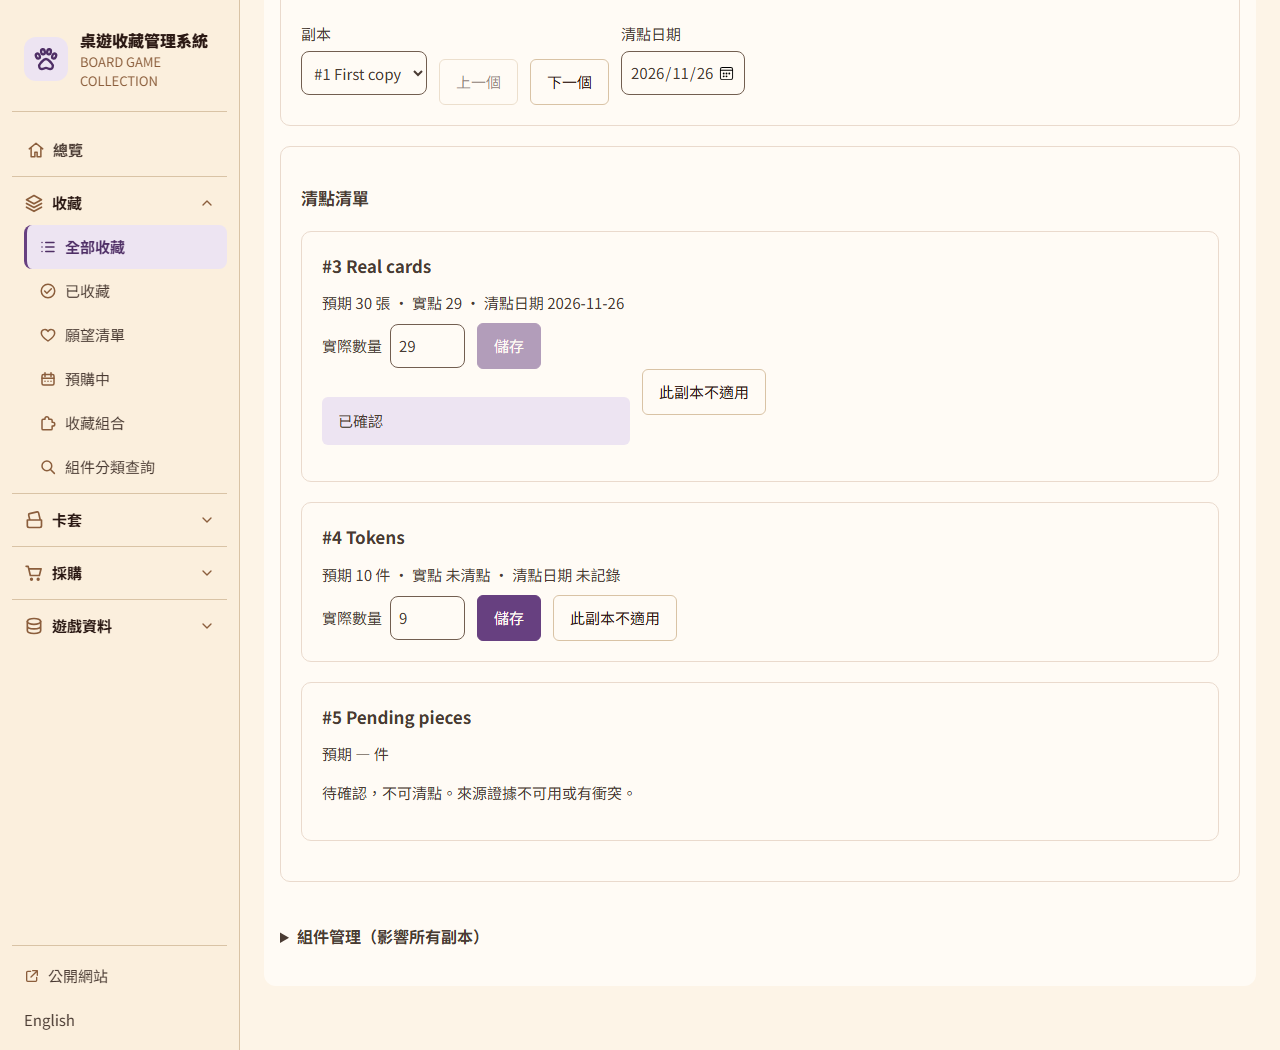 桌遊收藏管理系統
BOARD GAME
COLLECTION
總覽
收藏
全部收藏
已收藏
願望清單
預購中
收藏組合
組件分類查詢
卡套
採購
遊戲資料
公開網站
English
副本
#1 First copy
上一個
下一個
清點日期
2026/11/26
清點清單
#3 Real cards
預期 30 張 · 實點 29 · 清點日期 2026-11-26
實際數量
29
儲存
已確認
此副本不適用
#4 Tokens
預期 10 件 · 實點 未清點 · 清點日期 未記錄
實際數量
9
儲存
此副本不適用
#5 Pending pieces
預期 — 件
待確認，不可清點。來源證據不可用或有衝突。
組件管理（影響所有副本）